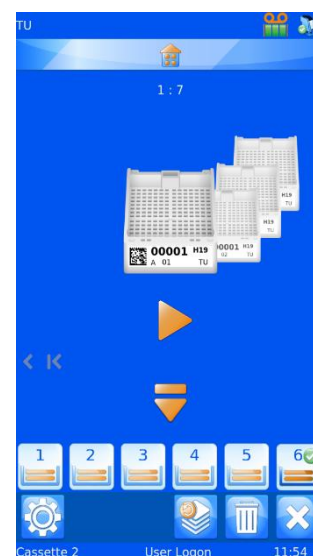 TU
1 : 7
H19
TU
H19
TU
00001 H19
A 01 TU
0001 H19
02 TU
1 2 3 4 5 6
Cassette 2 User Logon 11:54